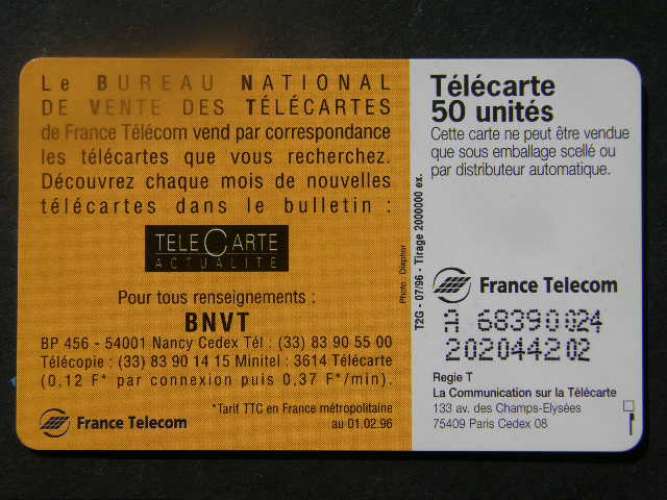 Le BUREAU NATIONAL
DE VENTE DES TÉLÉCARTES
de France Télécom vend par correspondance
les télécartes que vous recherchez.
Découvrez chaque mois de nouvelles
télécartes dans le bulletin :
TELECARTE
ACTUALITE
Pour tous renseignements :
BNVT
BP 456 - 54001 Nancy Cedex Tél : (33) 83 90 55 00
Télécopie : (33) 83 90 14 15 Minitel : 3614 Télécarte
(0.12 F* par connexion puis 0,37 F*/min).
*Tarif TTC en France métropolitaine
au 01.02.96
France Telecom
Photo : Diaphor
T2G - 07/96 - Tirage 2000000 ex.
Télécarte
50 unités
Cette carte ne peut être vendue
que sous emballage scellé ou
par distributeur automatique.
France Telecom
A 68390024
202044202
Regie T
La Communication sur la Télécarte
133 av. des Champs-Elysées
75409 Paris Cedex 08